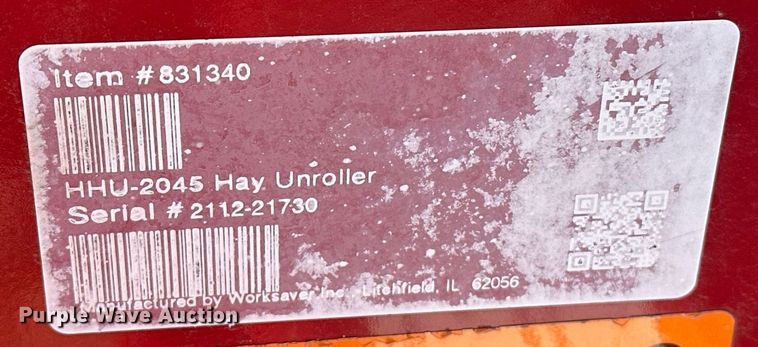 Item #831340
HHU-2045 Hay Unroller
Serial # 2112-21730
Manufactured by Worksaver Inc. Litchfield, IL 62056
Purple Wave Auction